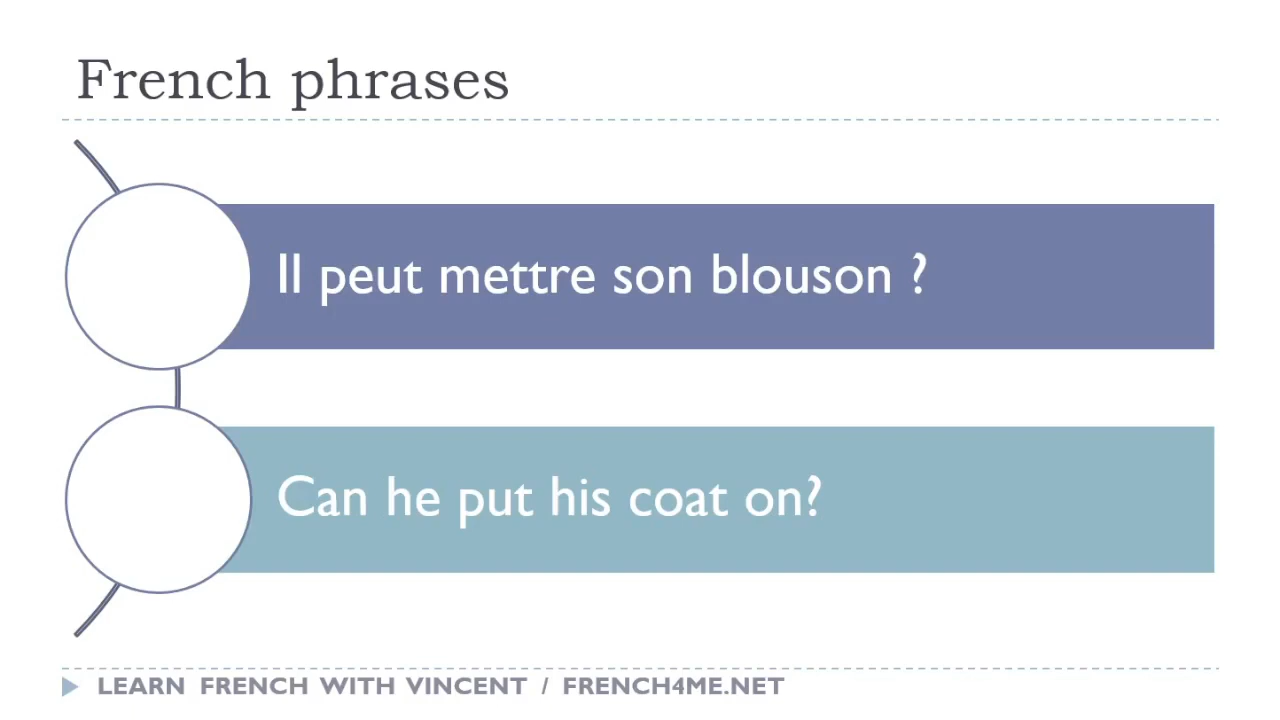 French phrases
Il peut mettre son blouson ?
Can he put his coat on?
LEARN FRENCH WITH VINCENT / FRENCH4ME.NET